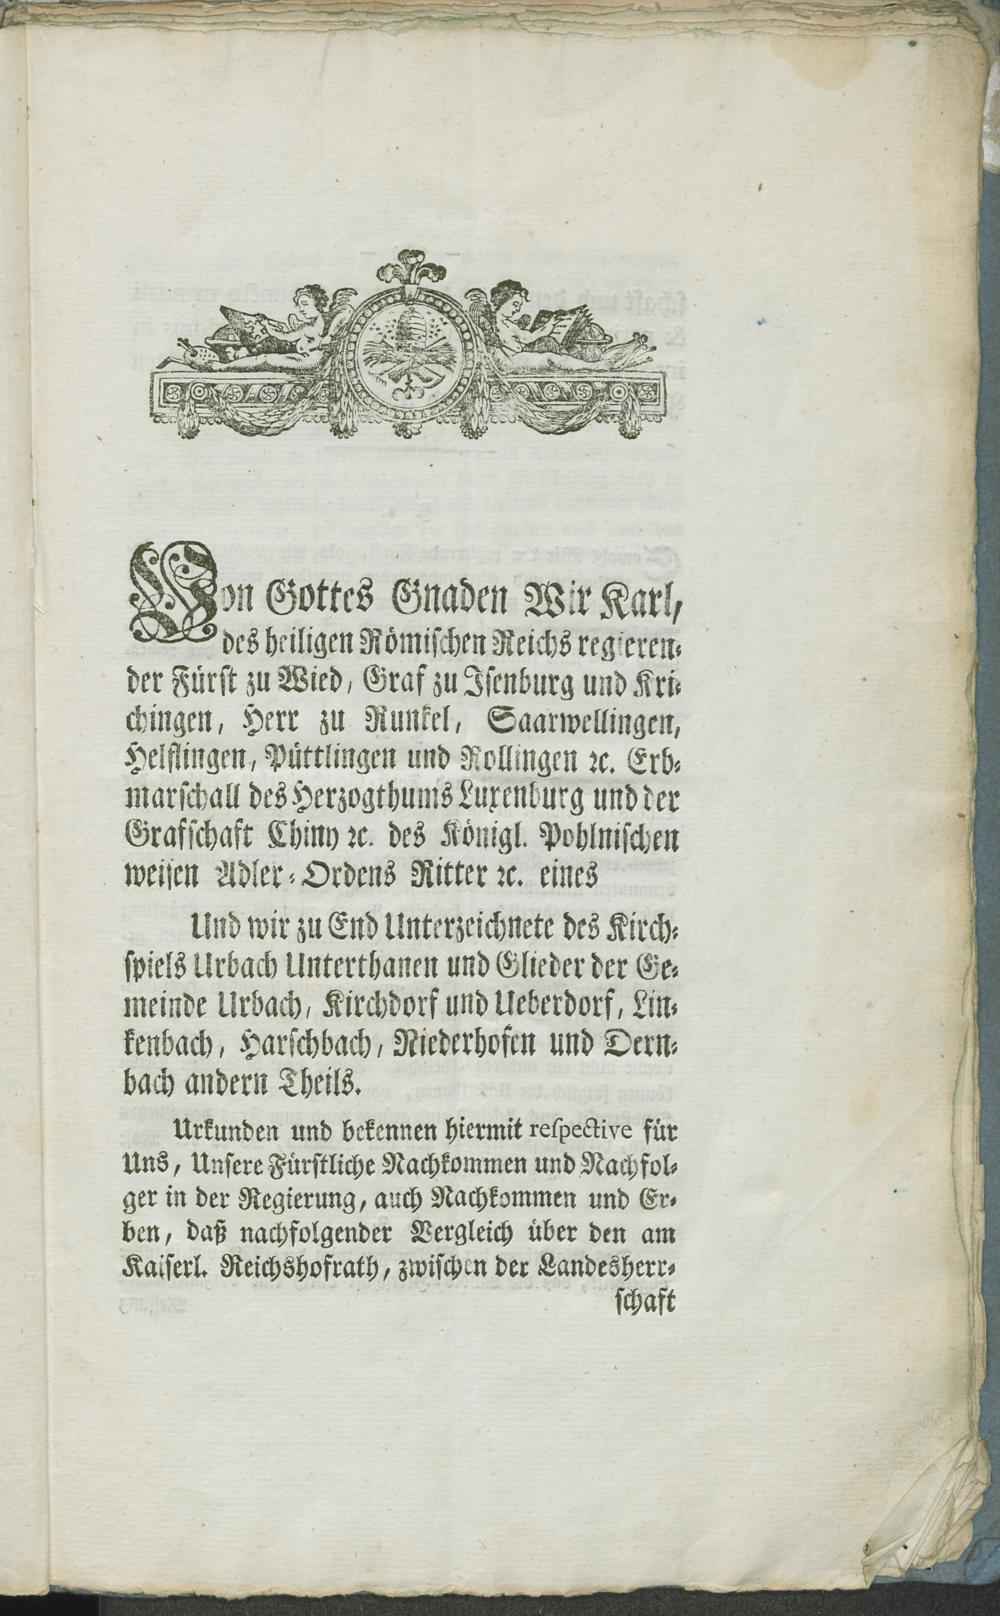 Von Gottes Gnaden Wir Karl,
des heiligen Römischen Reichs regieren⸗
der Fürst zu Wied, Graf zu Isenburg und Kri⸗
chingen, Herr zu Runkel, Saarwellingen,
Helflingen, Püttlingen und Rollingen ꝛc. Erb⸗
marschall des Herzogthums Luxenburg und der
Grafschaft Chiny ꝛc. des Königl. Pohlnischen
weisen Adler⸗Ordens Ritter ꝛc. eines
Und wir zu End Unterzeichnete des Kirch⸗
spiels Urbach Unterthanen und Glieder der Ge⸗
meinde Urbach, Kirchdorf und Ueberdorf, Lin⸗
kenbach, Harschbach, Niederhofen und Dern⸗
bach andern Theils.
Urkunden und bekennen hiermit respective für
Uns, Unsere Fürstliche Nachkommen und Nachfol⸗
ger in der Regierung, auch Nachkommen und Er⸗
ben, daß nachfolgender Vergleich über den am
Kaiserl. Reichshofrath, zwischen der Landesherr⸗
schaft